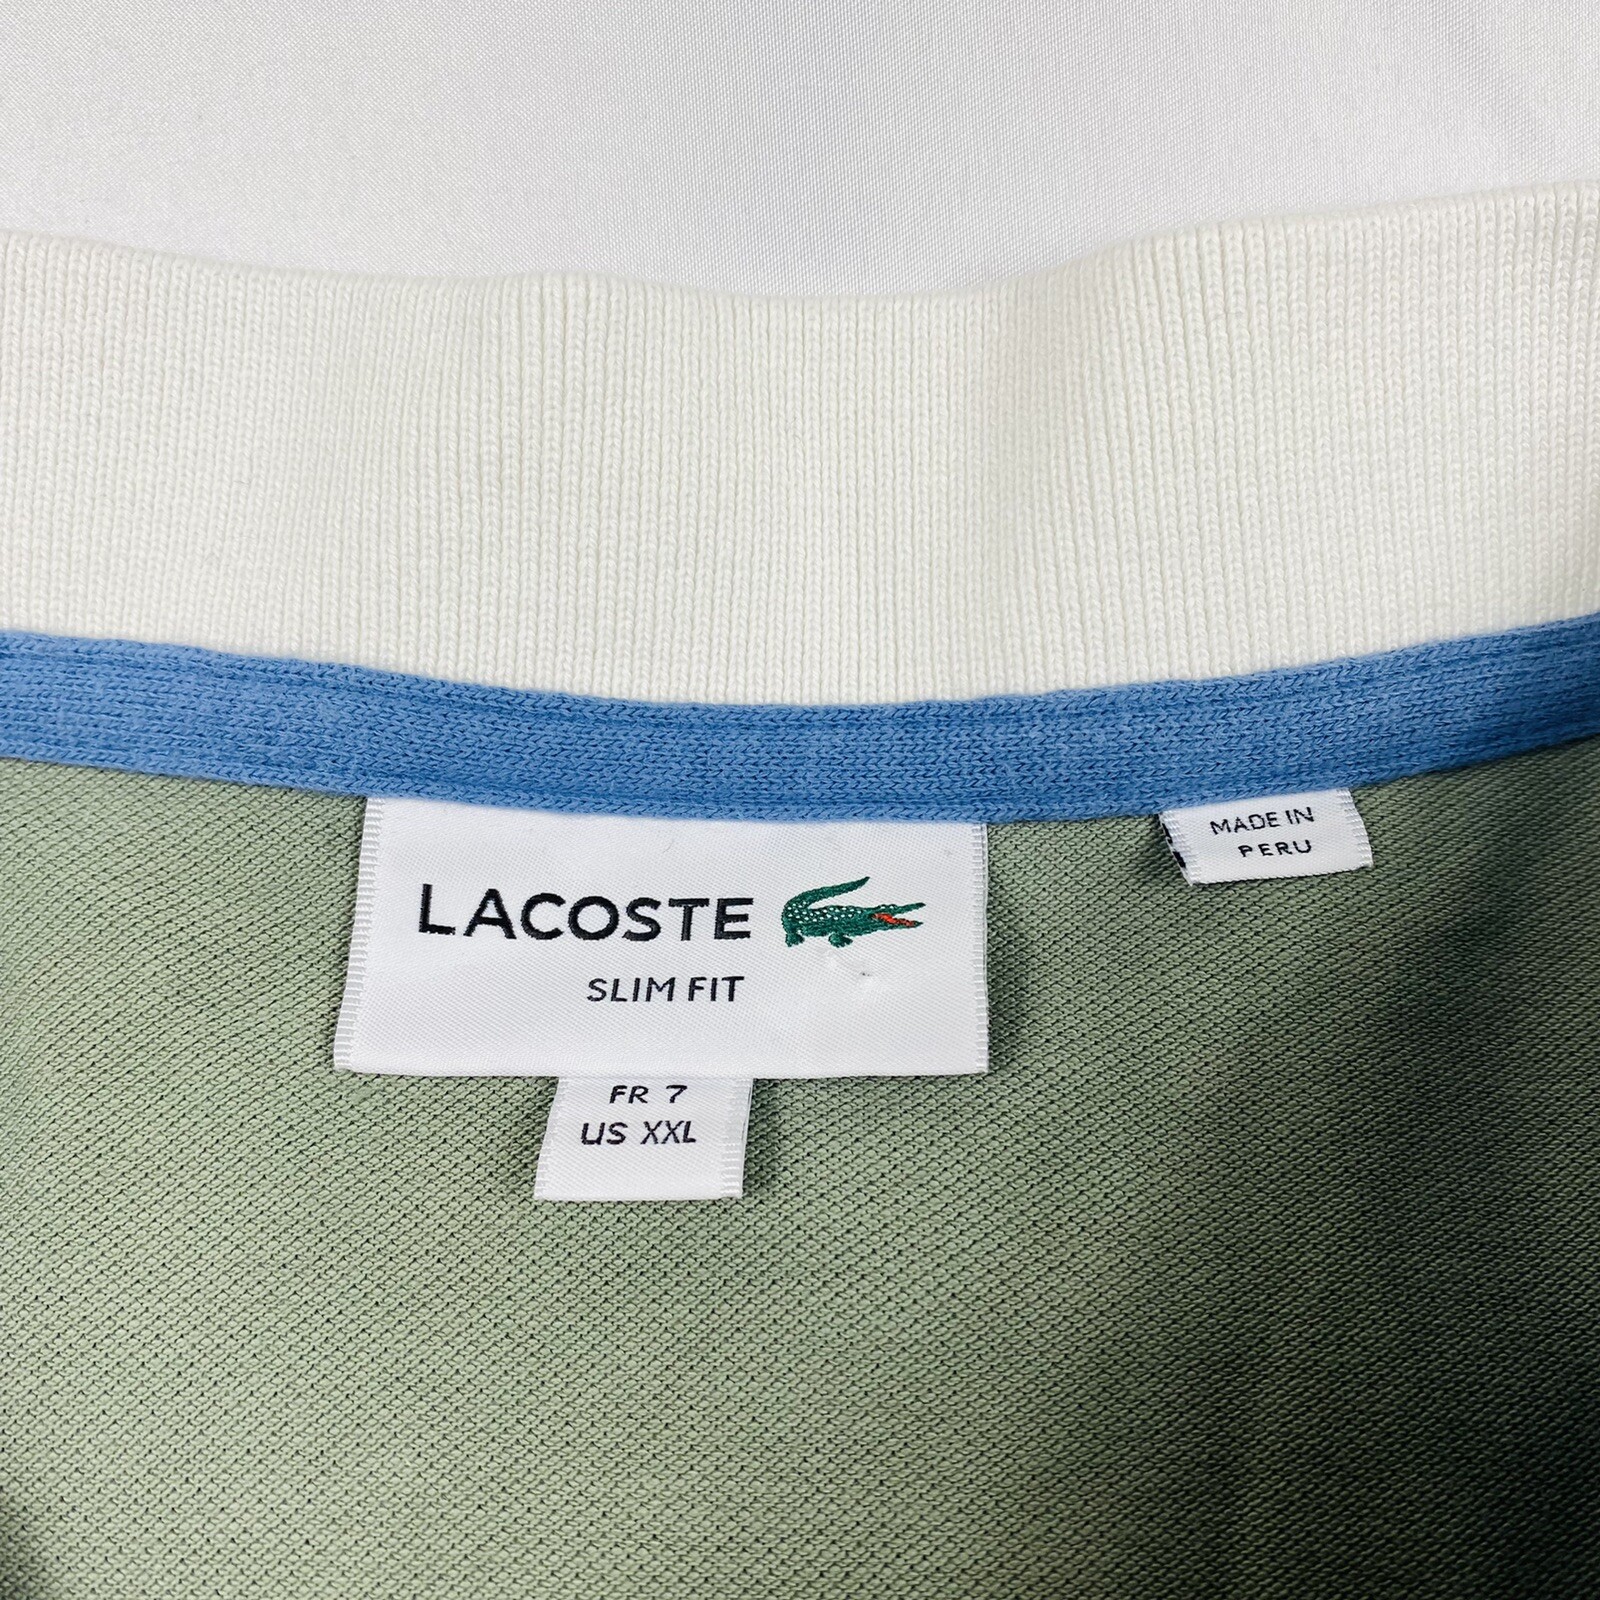 LACOSTE
SLIM FIT
FR 7
US XXL
MADE IN
PERU